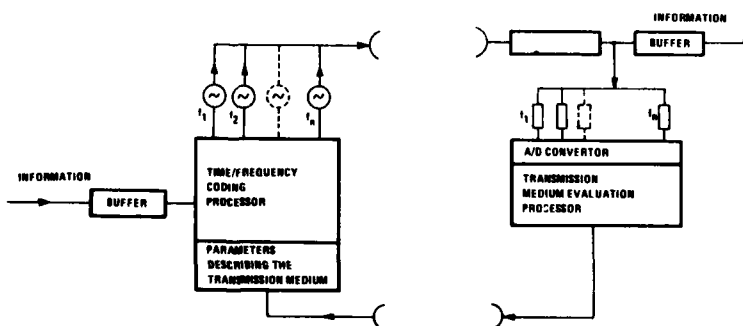 INFORMATION
BUFFER
f1
f2
fn
TIME/FREQUENCY
CODING
PROCESSOR
PARAMETERS
DESCRIBING THE
TRANSMISSION MEDIUM
INFORMATION
BUFFER
f1
fn
A/D CONVERTOR
TRANSMISSION
MEDIUM EVALUATION
PROCESSOR